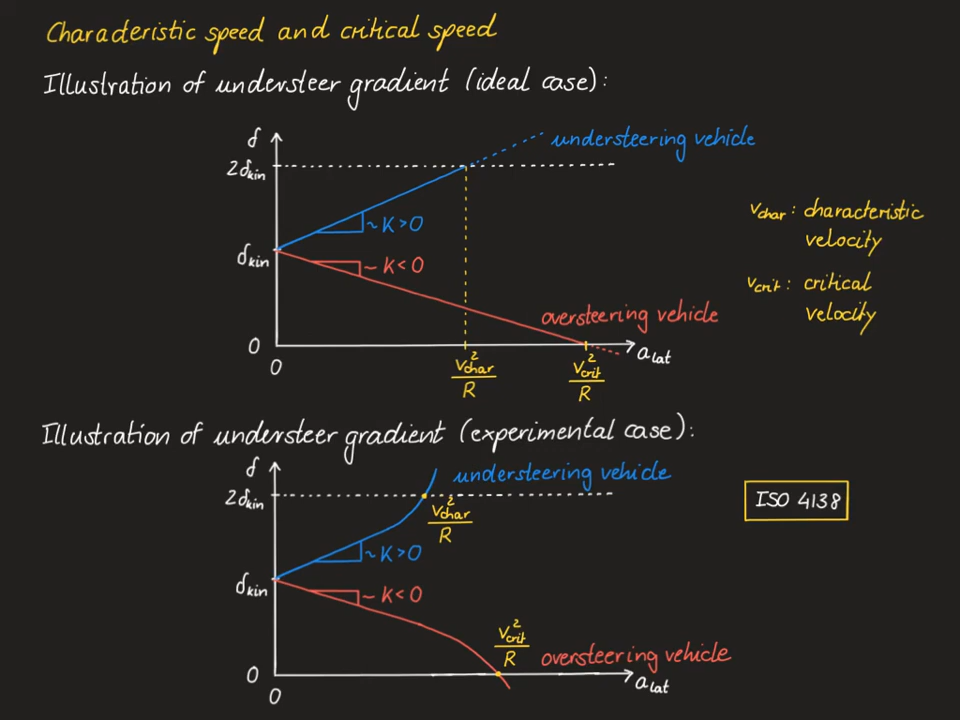 Characteristic speed and critical speed
Illustration of understeer gradient (ideal case):
δ
understeering vehicle
2δkin
~ K > 0
vchar: characteristic
velocity
δkin
~ K < 0
vcrit: critical
velocity
oversteering vehicle
0
alat
0
v²char
R
v²crit
R
Illustration of understeer gradient (experimental case):
δ
understeering vehicle
2δkin
v²char
R
ISO 4138
~ K > 0
δkin
~ K < 0
v²crit
R
oversteering vehicle
0
alat
0